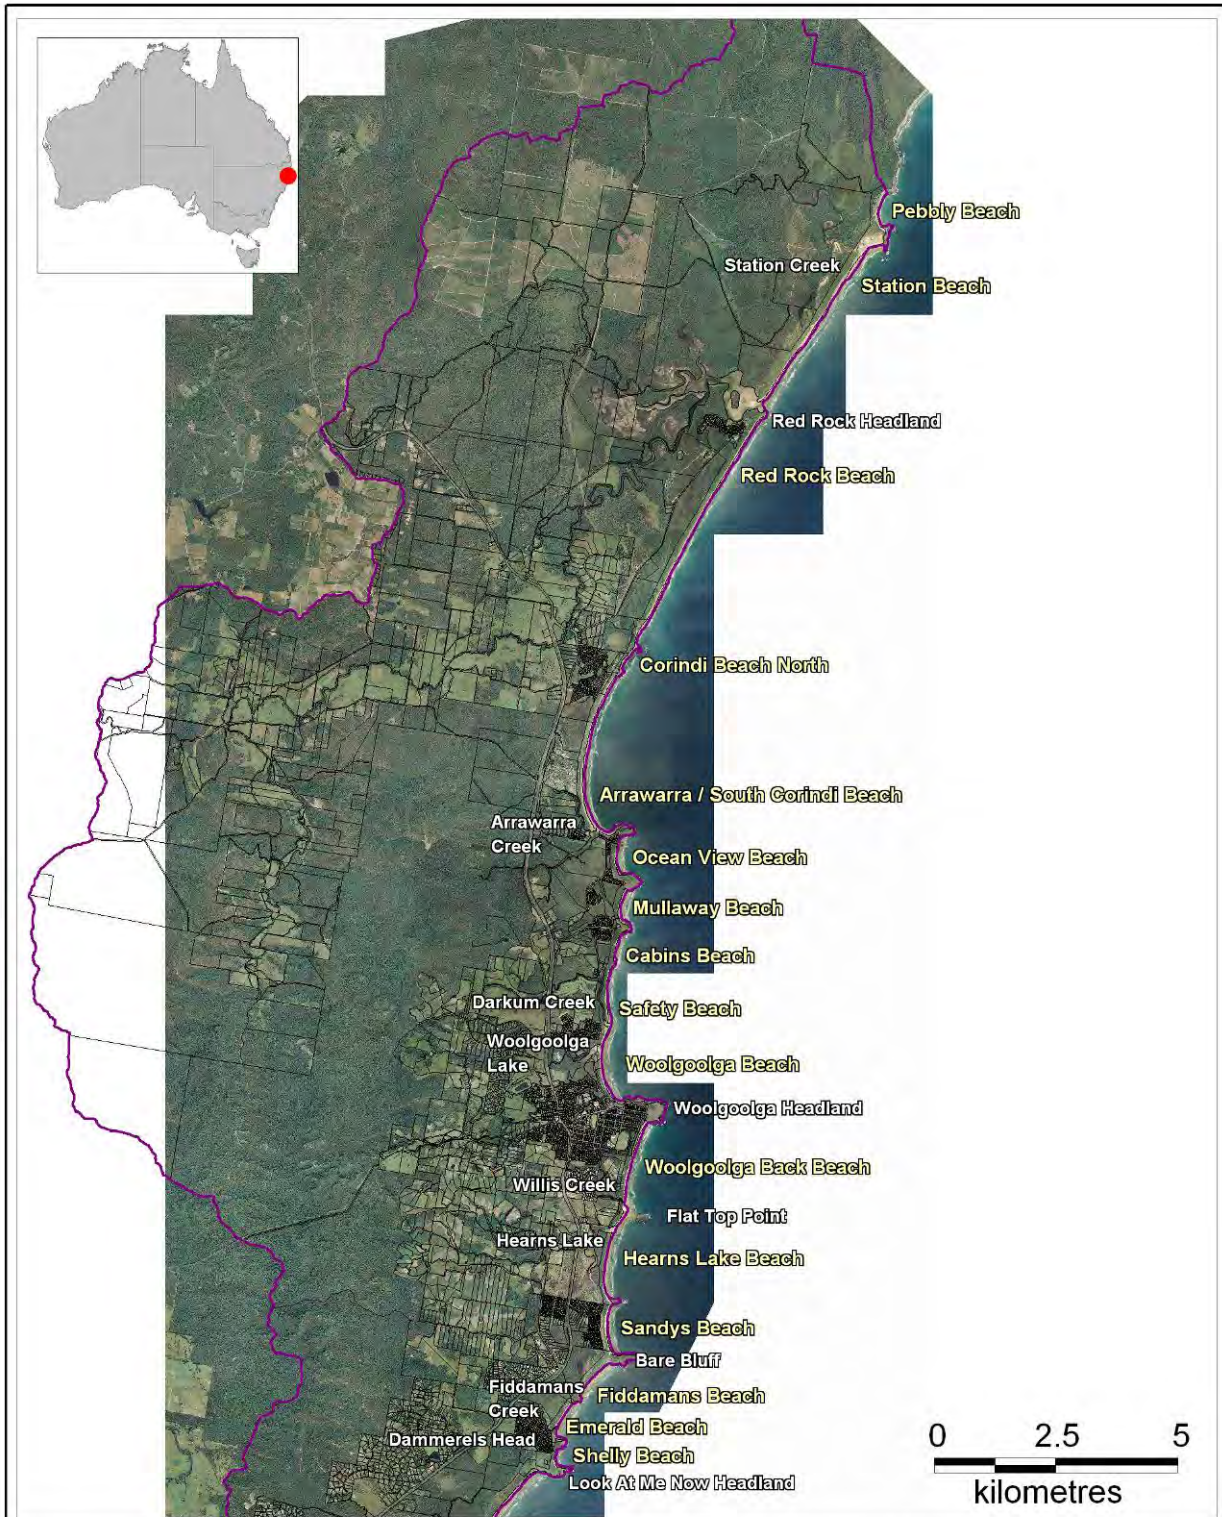 Pebbly Beach
Station Creek
Station Beach
Red Rock Headland
Red Rock Beach
Corindi Beach North
Arrawarra / South Corindi Beach
Arrawarra
Creek
Ocean View Beach
Mullaway Beach
Cabins Beach
Darkum Creek
Safety Beach
Woolgoolga
Lake
Woolgoolga Beach
Woolgoolga Headland
Woolgoolga Back Beach
Willis Creek
Flat Top Point
Hearns Lake
Hearns Lake Beach
Sandys Beach
Bare Bluff
Fiddamans
Creek
Fiddamans Beach
Emerald Beach
Dammerels Head
Shelly Beach
Look At Me Now Headland
0 2.5 5
kilometres